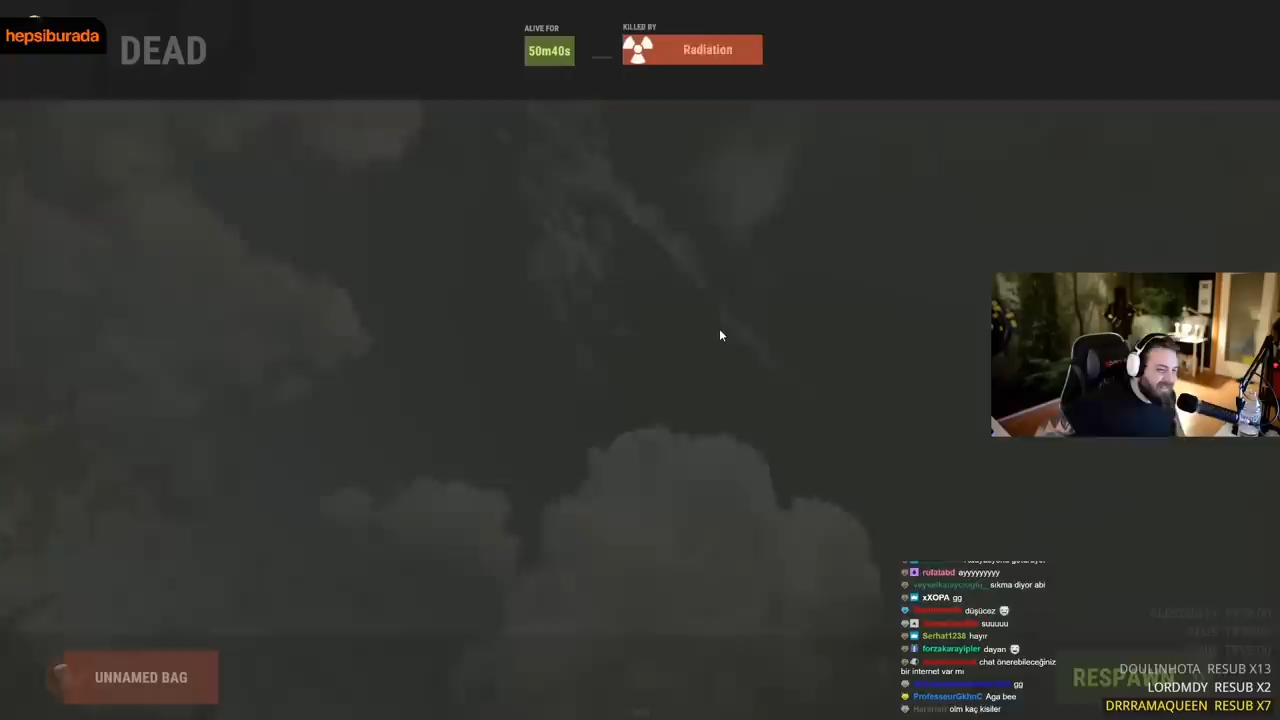 hepsiburada
DEAD
ALIVE FOR
50m40s
KILLED BY
Radiation
rufatabd ayyyyyyyyy
sıkma diyor abi
xXOPA gg
düşücez
suuuuu
Serhat1238 hayır
forzakarayipler dayan
chat önerebileceğiniz
bir internet var mı
gg
ProfesseurGkhnC Aga bee
olm kaç kisiler
UNNAMED BAG
RESPAWN
DOULINHOTA RESUB X13
LORDMDY RESUB X2
DRRRAMAQUEEN RESUB X7